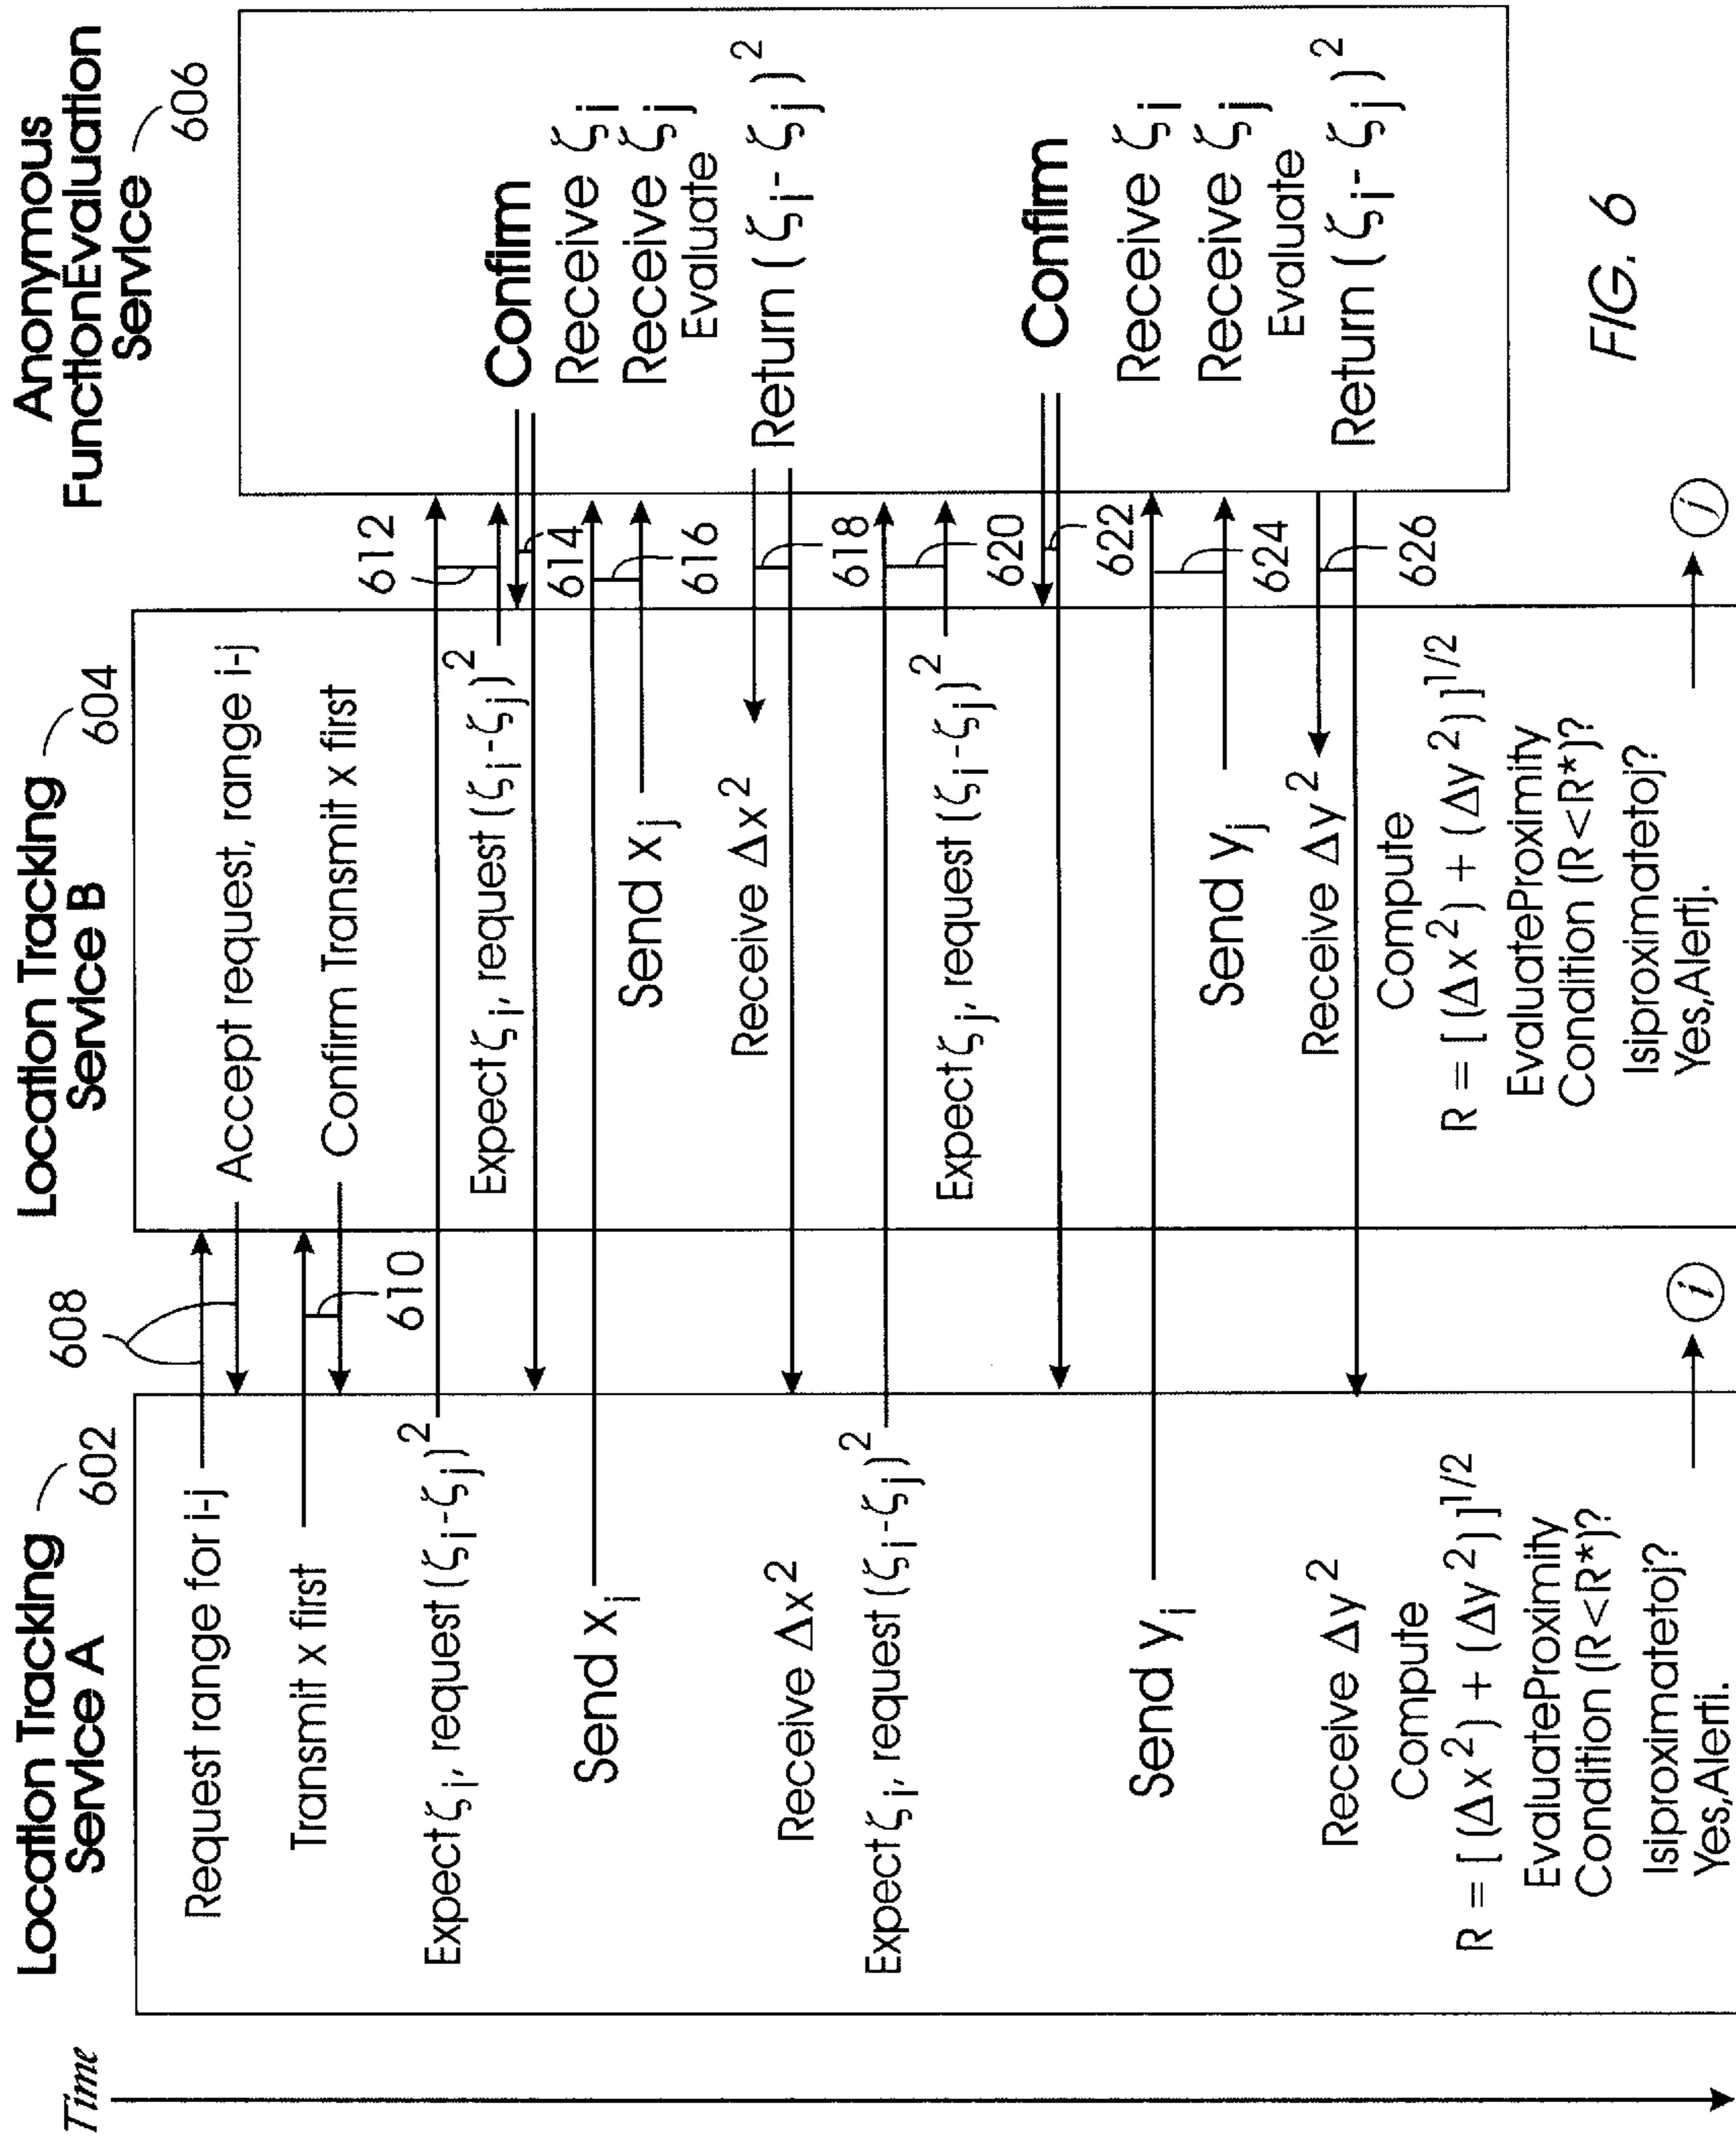 Time
Location Tracking
Service A
602
Request range for i-j
Transmit x first
Expect ζj, request (ζi-ζj)²
Send xi
Receive Δx²
Expect ζj, request (ζi-ζj)²
Send yi
Receive Δy²
Compute
R = [(Δx²) + (Δy²)]1/2
EvaluateProximity
Condition (R<R*)?
Isiproximatetoj?
Yes,Alerti.
i
608
610
Location Tracking
Service B
604
Accept request, range i-j
Confirm Transmit x first
Expect ζj, request (ζi-ζj)²
Send xj
Receive Δx²
Expect ζj, request (ζi-ζj)²
Send yj
Receive Δy²
Compute
R = [(Δx²) + (Δy²)]1/2
EvaluateProximity
Condition (R<R*)?
Isiproximatetoj?
Yes,Alertj.
j
612
614
616
618
620
622
624
626
Anonymous
FunctionEvaluation
Service
606
Confirm
Receive ζi
Receive ζj
Evaluate
Return (ζi- ζj)²
Confirm
Receive ζi
Receive ζj
Evaluate
Return (ζi- ζj)²
FIG. 6